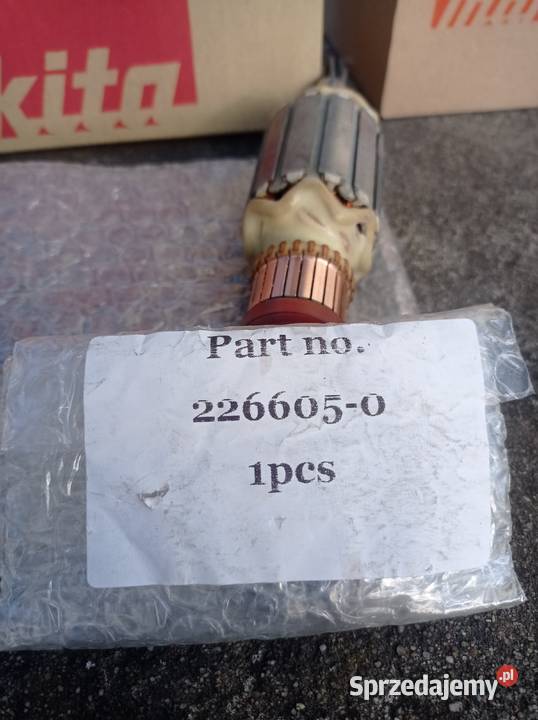 kita
Part no.
226605-0
1pcs
Sprzedajemy.pl